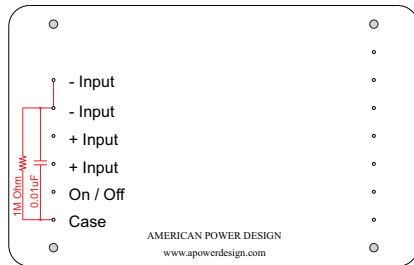 - Input
- Input
+ Input
+ Input
On / Off
Case
1M Ohm
0.01uF
AMERICAN POWER DESIGN
www.apowerdesign.com